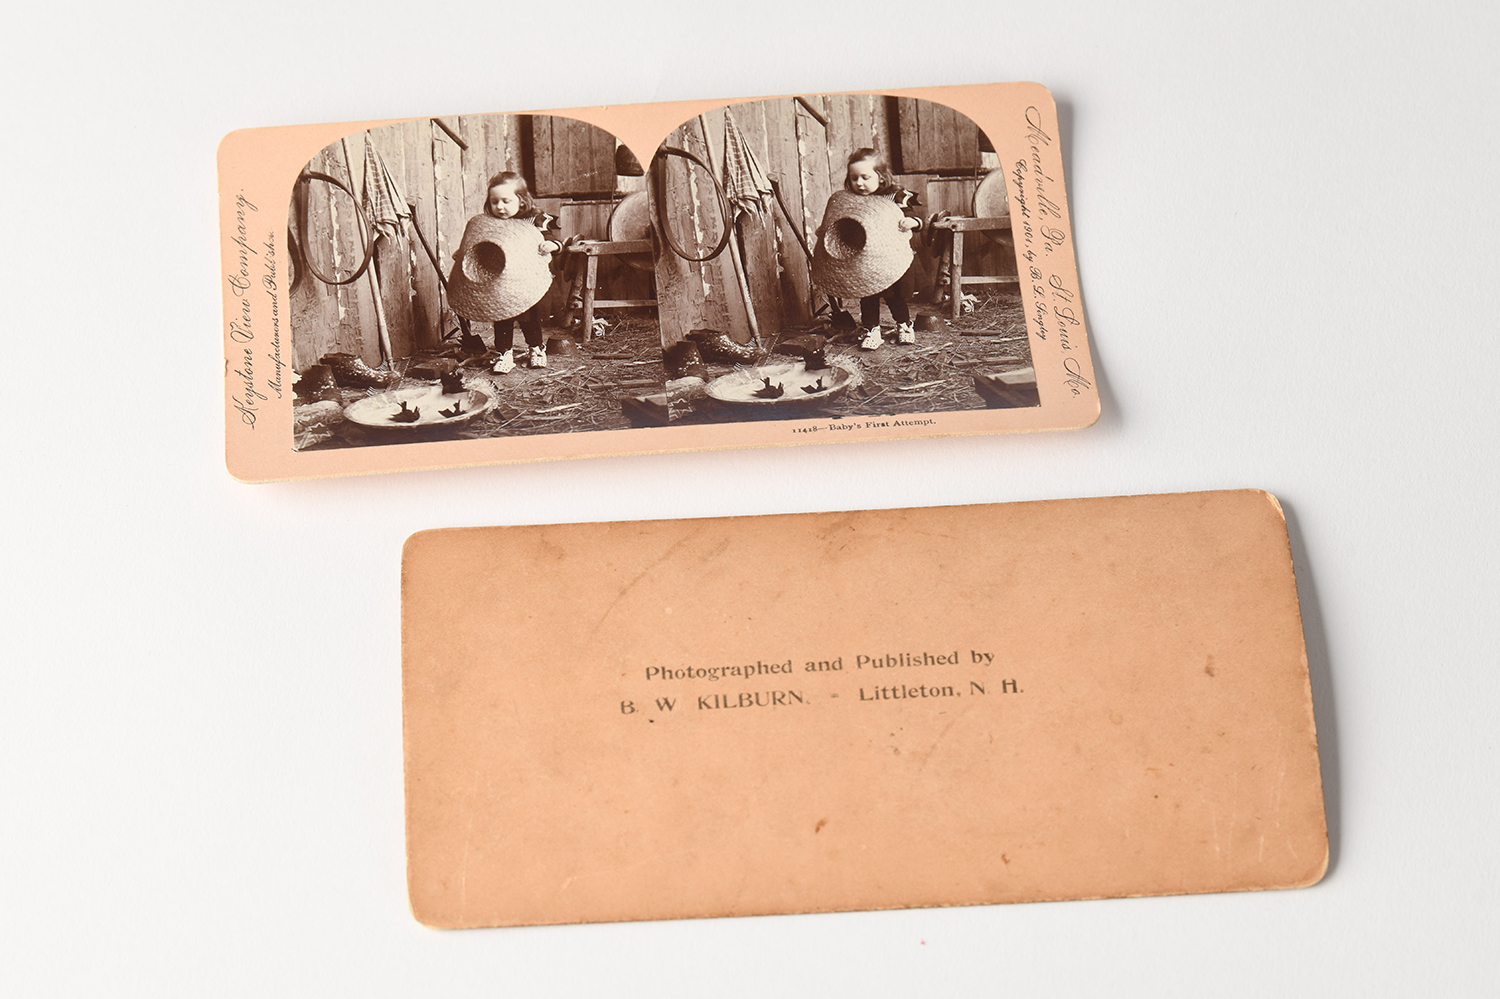 Keystone View Company.
Manufacturers and Publishers.
Meadville, Pa. St. Louis, Mo.
Copyright 1901, by B. L. Singley
11418—Baby's First Attempt.
Photographed and Published by
B. W KILBURN, - Littleton, N H.